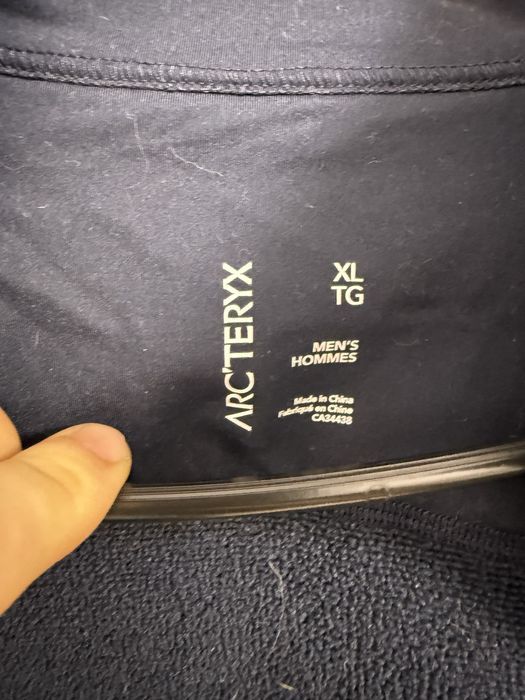 ARC'TERYX
XL
TG
MEN'S
HOMMES
Made in China
Fabriqué en Chine
CA34438